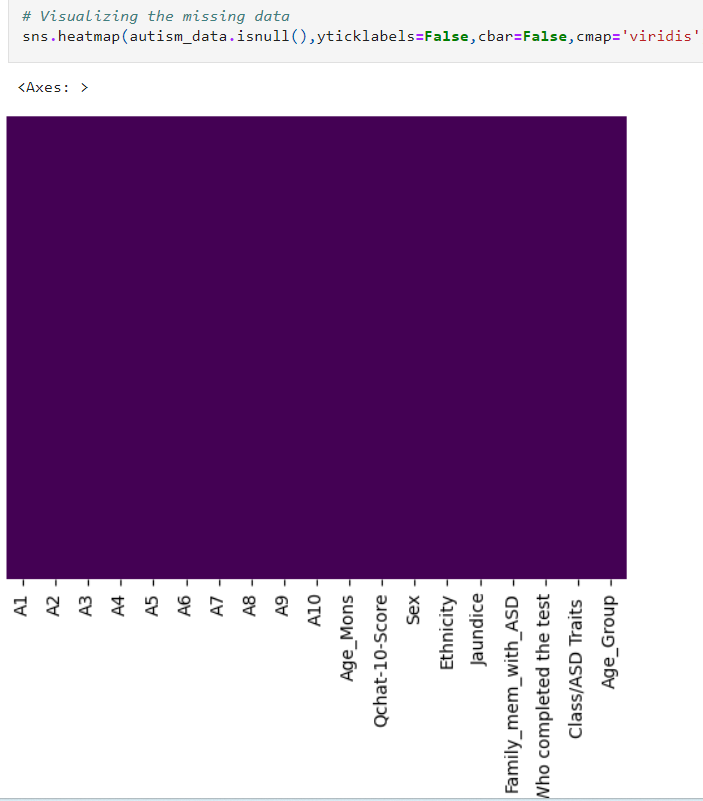 # Visualizing the missing data
sns.heatmap(autism_data.isnull(),yticklabels=False,cbar=False,cmap='viridis'
<Axes: >
A1
A2
A3
A4
A5
A6
A7
A8
A9
A10
Age_Mons
Qchat-10-Score
Sex
Ethnicity
Jaundice
Family_mem_with_ASD
Who completed the test
Class/ASD Traits
Age_Group